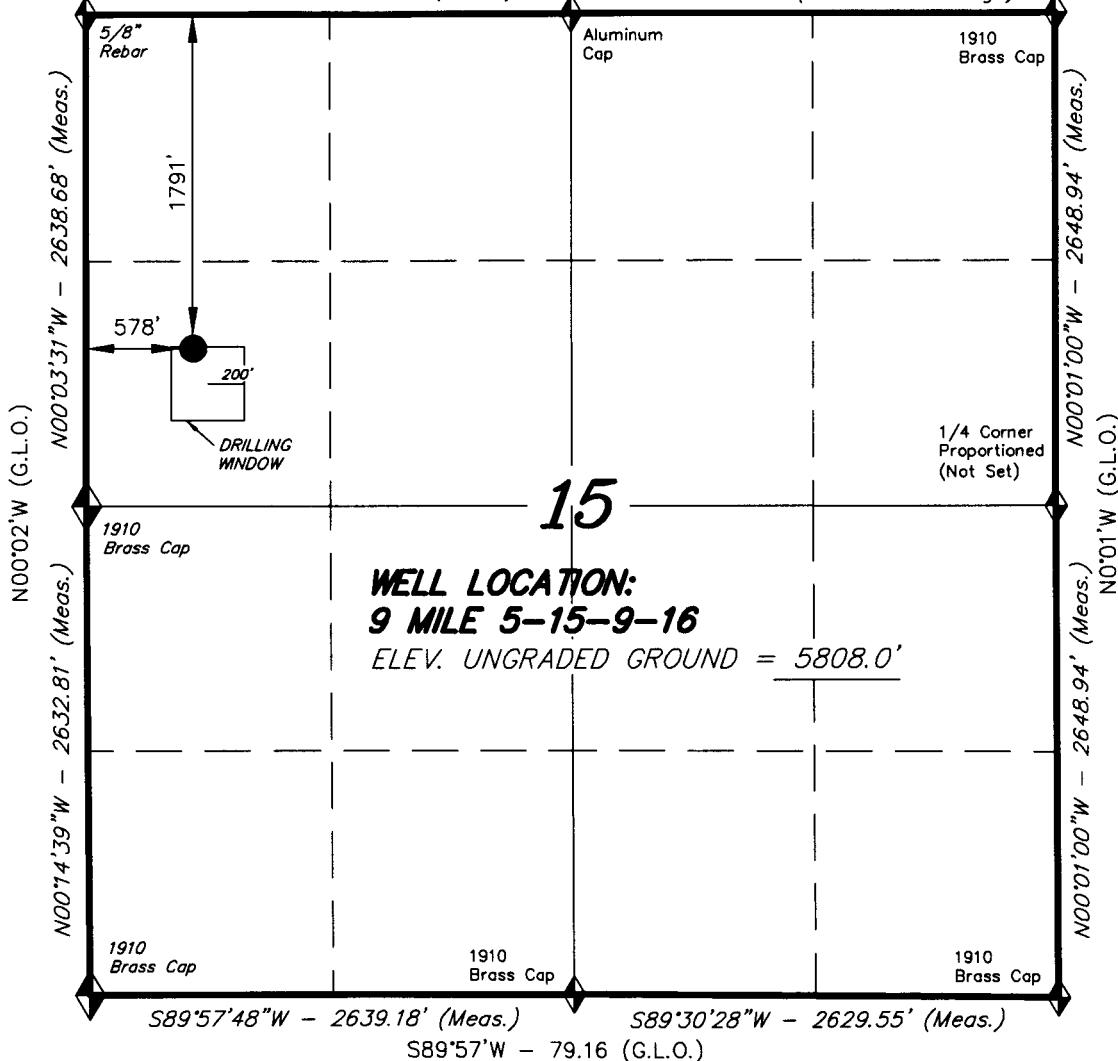 5/8"
Rebar
Aluminum
Cap
1910
Brass Cap
N00°03'31"W – 2638.68' (Meas.)
1791'
N00°01'00"W – 2648.94' (Meas.)
578'
200'
DRILLING
WINDOW
N00°02'W (G.L.O.)
1/4 Corner
Proportioned
(Not Set)
N0°01'W (G.L.O.)
15
1910
Brass Cap
WELL LOCATION:
9 MILE 5–15–9–16
ELEV. UNGRADED GROUND = 5808.0'
N00°14'39"W – 2632.81' (Meas.)
N00°01'00"W – 2648.94' (Meas.)
1910
Brass Cap
1910
Brass Cap
1910
Brass Cap
S89°57'48"W – 2639.18' (Meas.)
S89°30'28"W – 2629.55' (Meas.)
S89°57'W – 79.16 (G.L.O.)